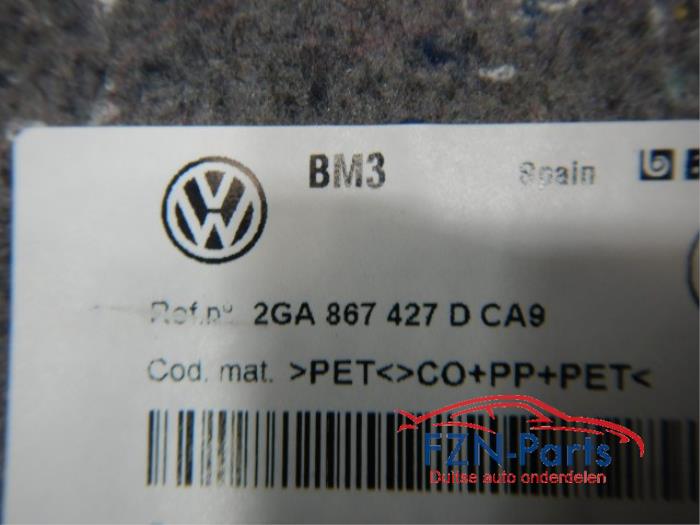 BM3 Spain
Ref.nº 2GA 867 427 D CA9
Cod. mat. >PET<>CO+PP+PET<
FZN-Parts
Duitse auto onderdelen